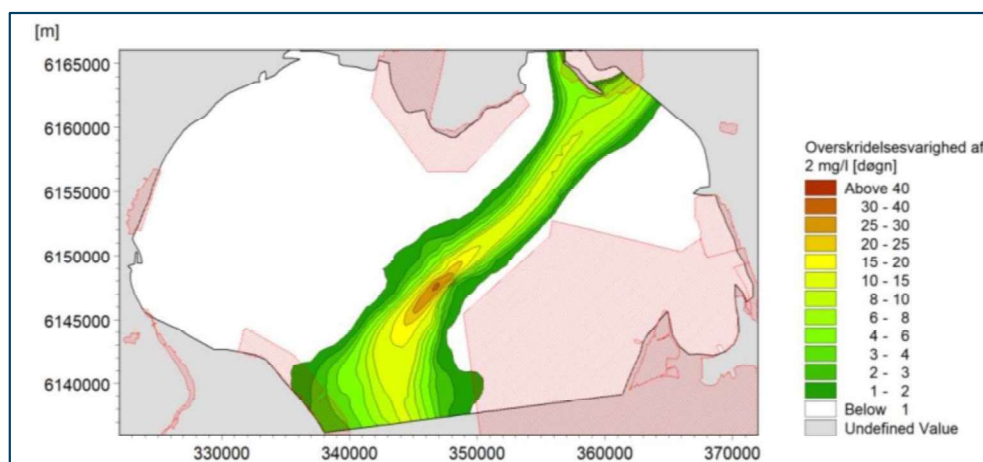 [m]
6165000
6160000
6155000
6150000
6145000
6140000
330000 340000 350000 360000 370000
Overskridelsesvarighed af
2 mg/l [døgn]
Above 40
30 - 40
25 - 30
20 - 25
15 - 20
10 - 15
8 - 10
6 - 8
4 - 6
3 - 4
2 - 3
1 - 2
Below 1
Undefined Value